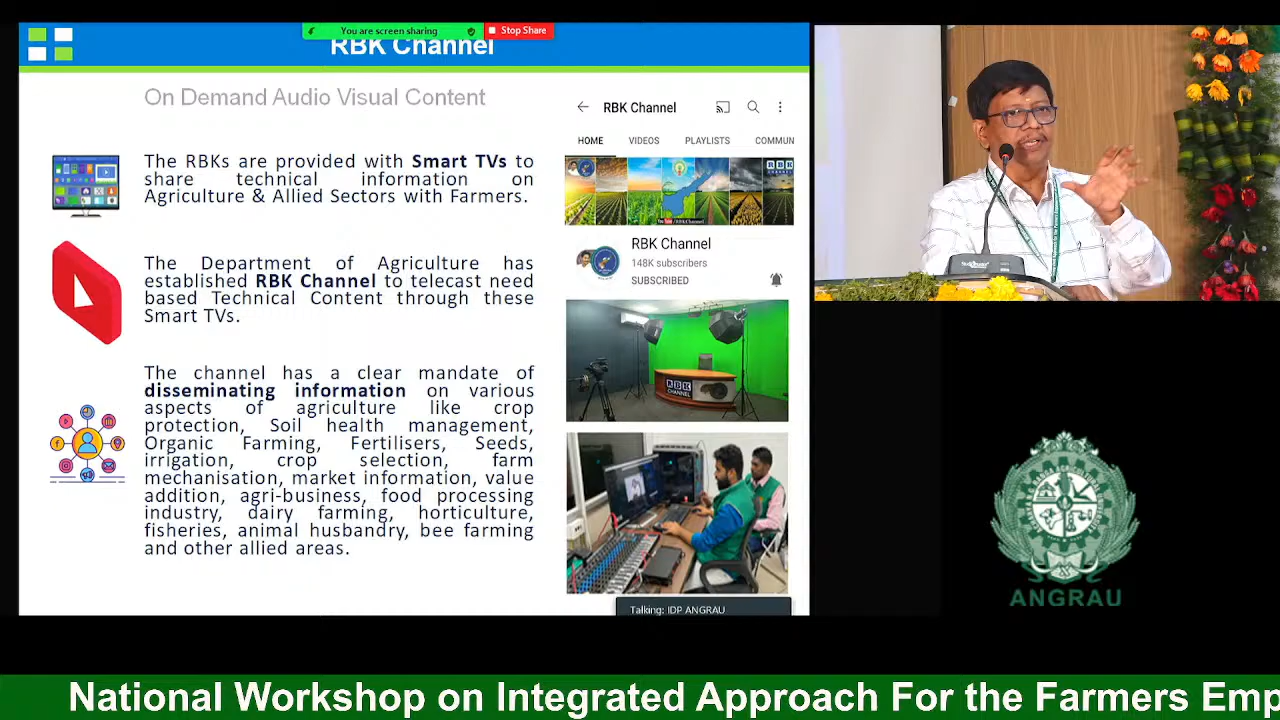 You are screen sharing
Stop Share
RBK Channel
On Demand Audio Visual Content
The RBKs are provided with Smart TVs to
share technical information on
Agriculture & Allied Sectors with Farmers.
The Department of Agriculture has
established RBK Channel to telecast need
based Technical Content through these
Smart TVs.
The channel has a clear mandate of
disseminating information on various
aspects of agriculture like crop
protection, Soil health management,
Organic Farming, Fertilisers, Seeds,
irrigation, crop selection, farm
mechanisation, market information, value
addition, agri-business, food processing
industry, dairy farming, horticulture,
fisheries, animal husbandry, bee farming
and other allied areas.
RBK Channel
HOME VIDEOS PLAYLISTS COMMUN
RBK
CHANNEL
RBK Channel
148K subscribers
SUBSCRIBED
RBK
CHANNEL
Talking: IDP ANGRAU
ANGRAU
National Workshop on Integrated Approach For the Farmers Emp